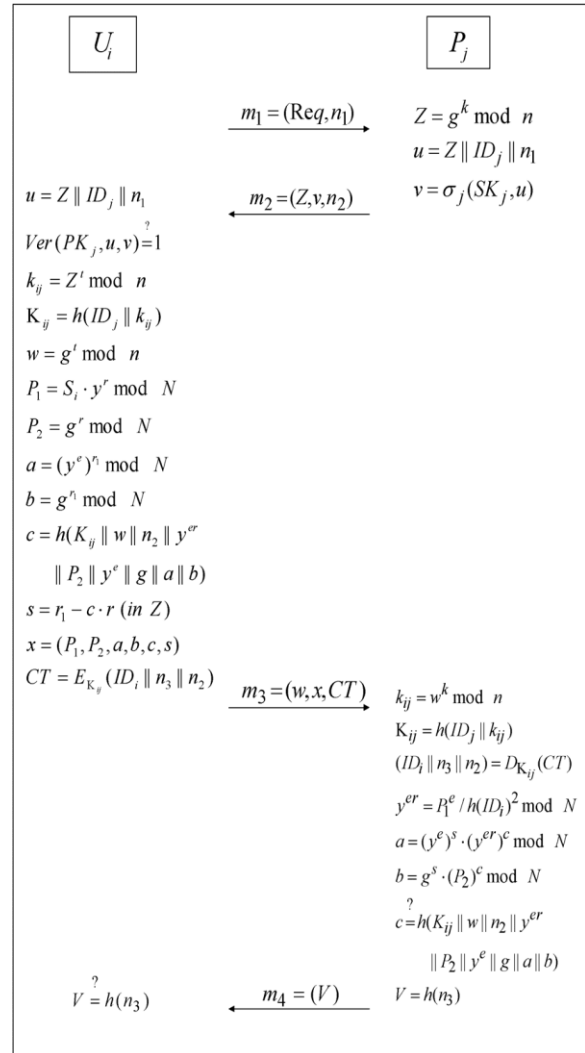 U_i P_j
m_1 = (Req, n_1) Z = g^k mod n
u = Z || ID_j || n_1
u = Z || ID_j || n_1 m_2 = (Z, v, n_2) v = σ_j(SK_j, u)
Ver(PK_j, u, v) ?= 1
k_ij = Z^t mod n
K_ij = h(ID_j || k_ij)
w = g^t mod n
P_1 = S_i · y^r mod N
P_2 = g^r mod N
a = (y^e)^{r_1} mod N
b = g^{r_1} mod N
c = h(K_ij || w || n_2 || y^{er}
|| P_2 || y^e || g || a || b)
s = r_1 − c · r (in Z)
x = (P_1, P_2, a, b, c, s)
CT = E_{K_ij}(ID_i || n_3 || n_2) m_3 = (w, x, CT) k_ij = w^k mod n
K_ij = h(ID_j || k_ij)
(ID_i || n_3 || n_2) = D_{K_ij}(CT)
y^{er} = P_1^e / h(ID_i)^2 mod N
a = (y^e)^s · (y^{er})^c mod N
b = g^s · (P_2)^c mod N
c ?= h(K_ij || w || n_2 || y^{er}
|| P_2 || y^e || g || a || b)
V ?= h(n_3) m_4 = (V) V = h(n_3)